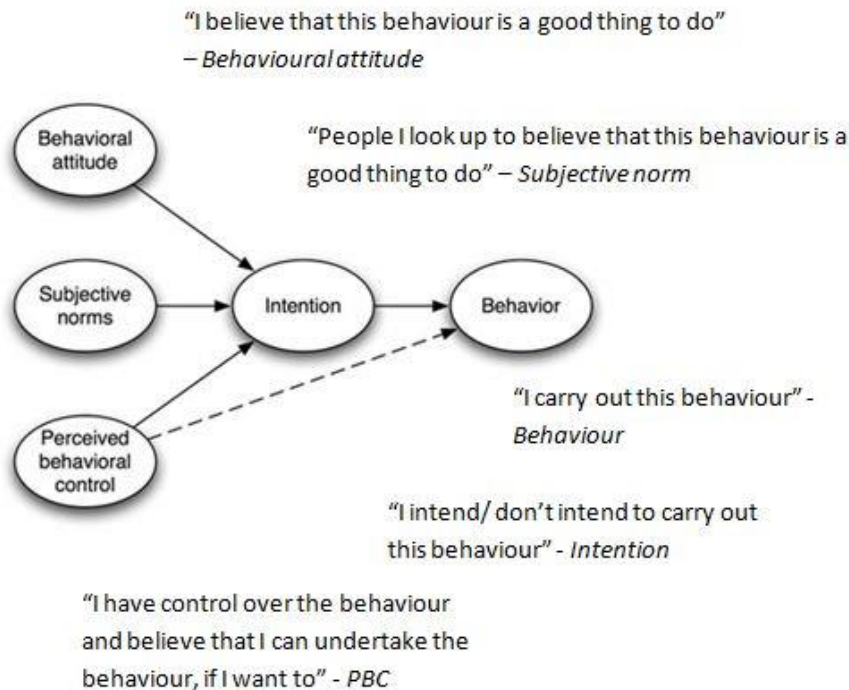 “I believe that this behaviour is a good thing to do”
– Behavioural attitude
Behavioral
attitude
“People I look up to believe that this behaviour is a
good thing to do” – Subjective norm
Subjective
norms
Intention
Behavior
Perceived
behavioral
control
“I carry out this behaviour” -
Behaviour
“I intend/ don’t intend to carry out
this behaviour” - Intention
“I have control over the behaviour
and believe that I can undertake the
behaviour, if I want to” - PBC